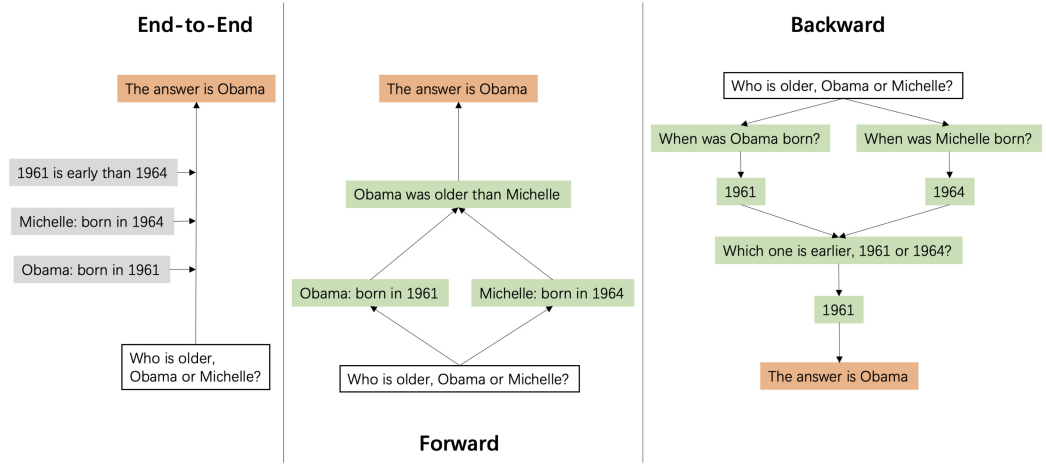 End-to-End
The answer is Obama
1961 is early than 1964
Michelle: born in 1964
Obama: born in 1961
Who is older,
Obama or Michelle?
The answer is Obama
Obama was older than Michelle
Obama: born in 1961
Michelle: born in 1964
Who is older, Obama or Michelle?
Forward
Backward
Who is older, Obama or Michelle?
When was Obama born?
When was Michelle born?
1961
1964
Which one is earlier, 1961 or 1964?
1961
The answer is Obama